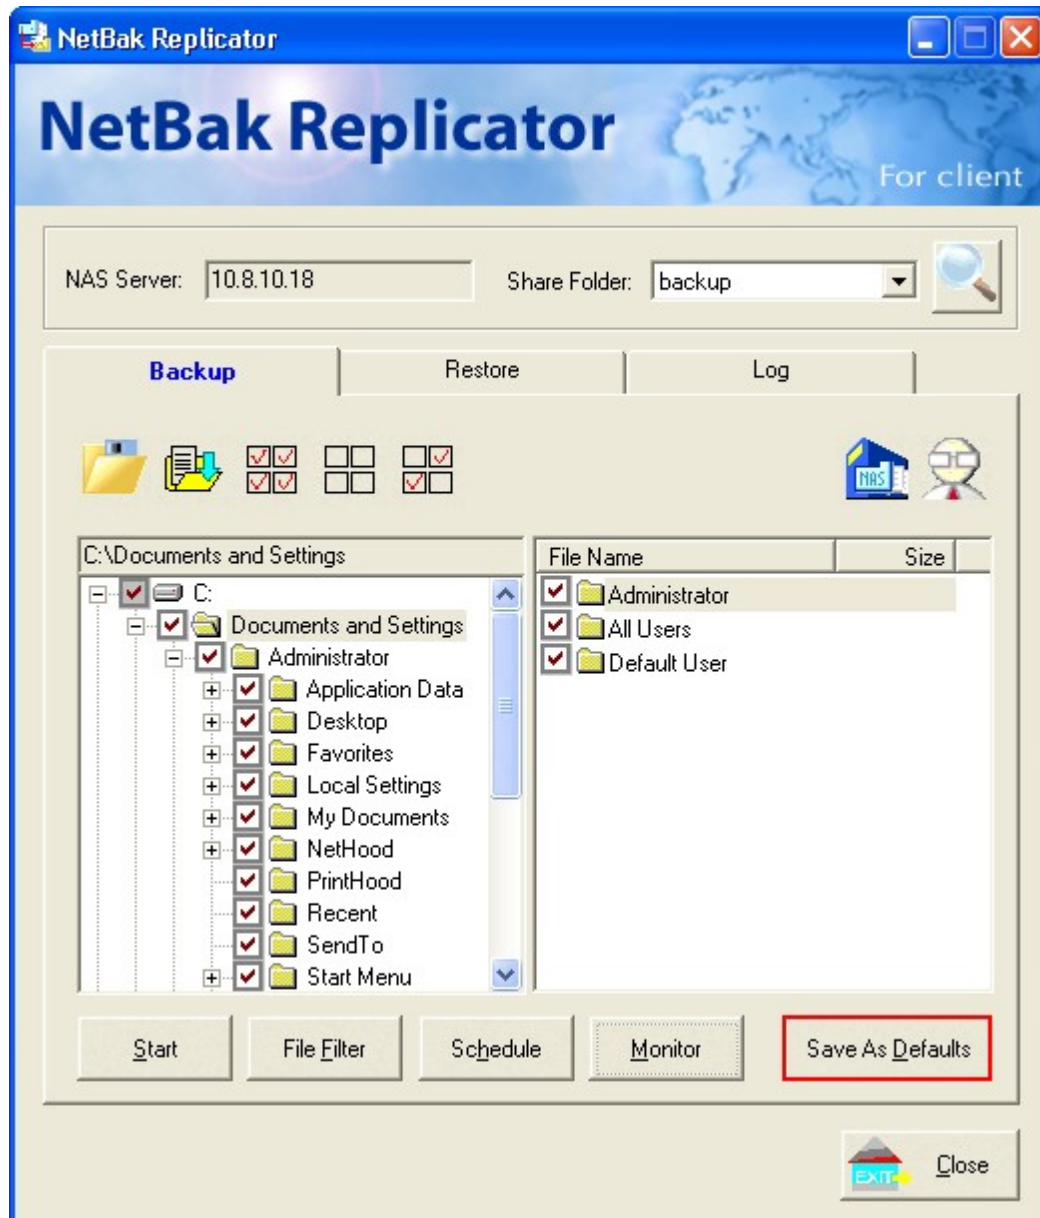 NetBak Replicator
NetBak Replicator
For client
NAS Server: 10.8.10.18 Share Folder: backup
Backup Restore Log
NAS
C:\Documents and Settings
File Name Size
C:
Documents and Settings
Administrator
Application Data
Desktop
Favorites
Local Settings
My Documents
NetHood
PrintHood
Recent
SendTo
Start Menu
Administrator
All Users
Default User
Start File Filter Schedule Monitor Save As Defaults
EXIT Close